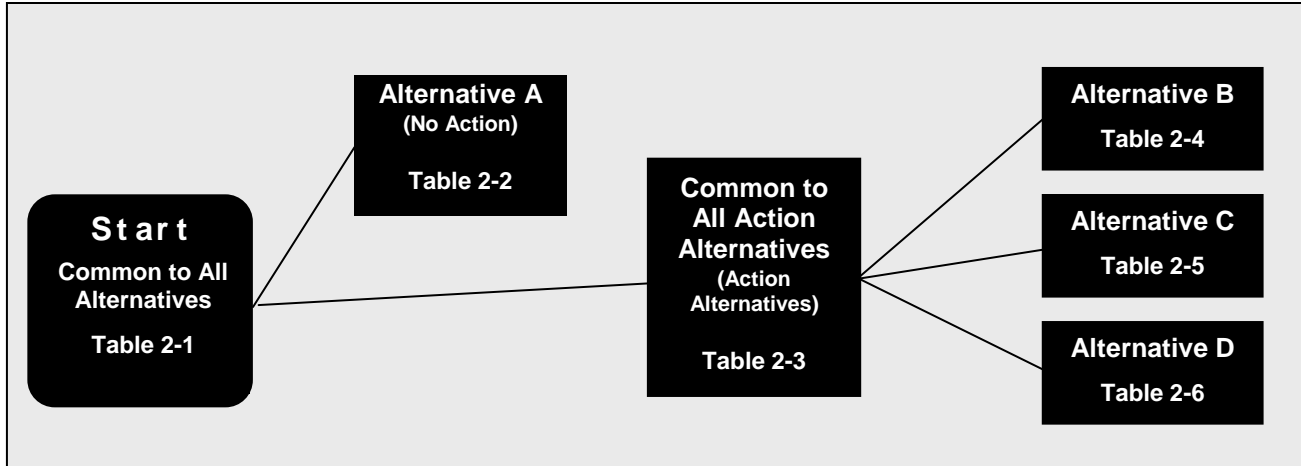 Start
Common to All
Alternatives
Table 2-1
Alternative A
(No Action)
Table 2-2
Common to
All Action
Alternatives
(Action
Alternatives)
Table 2-3
Alternative B
Table 2-4
Alternative C
Table 2-5
Alternative D
Table 2-6